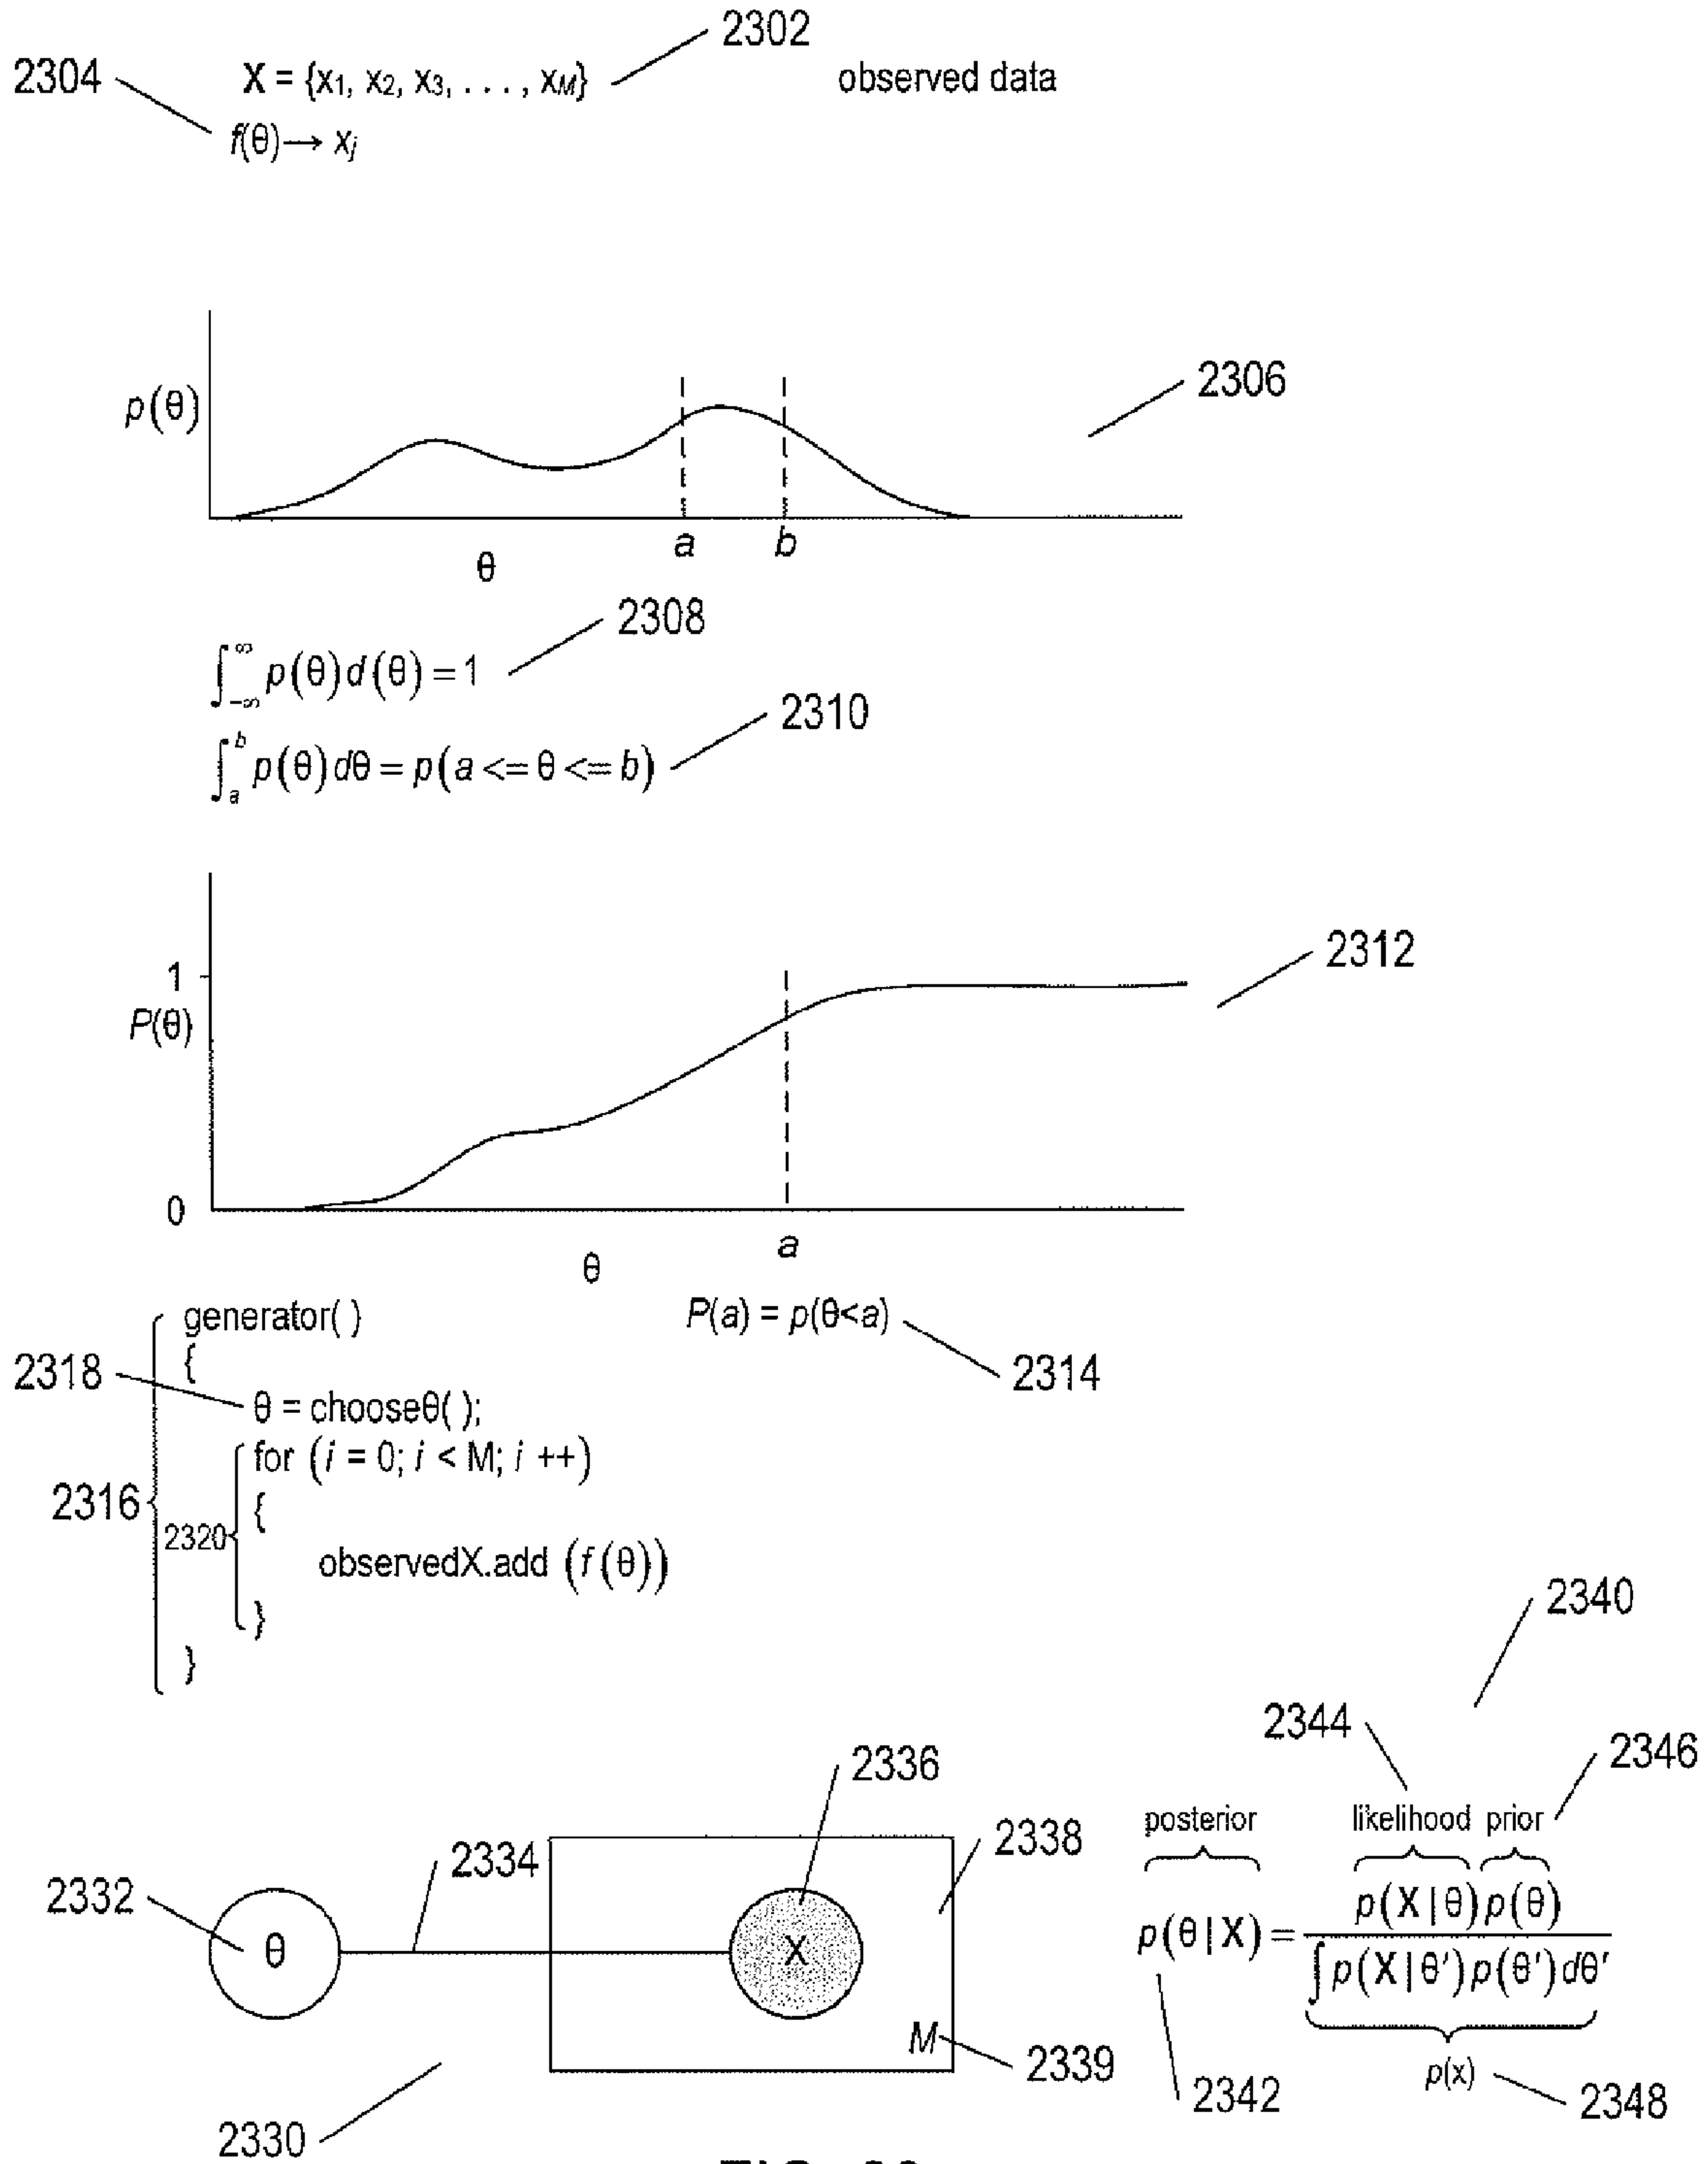 2302
2304
X = {x1, x2, x3, . . . , xM}
observed data
f(θ)→ xj
2306
p(θ)
a
b
θ
2308
∫_{-∞}^{∞} p(θ)d(θ) = 1
2310
∫_a^b p(θ)dθ = p(a <= θ <= b)
2312
1
P(θ)
0
a
θ
generator( )
P(a) = p(θ<a)
{
2318
2314
θ = chooseθ( );
for (i = 0; i < M; i ++)
2316
{
2320
observedX.add (f(θ))
}
}
2340
2344
2346
2336
posterior
likelihood prior
2338
2334
2332
θ
X
p(θ|X) = p(X|θ)p(θ) / ∫p(X|θ′)p(θ′)dθ′
M
2339
p(x)
2342
2348
2330